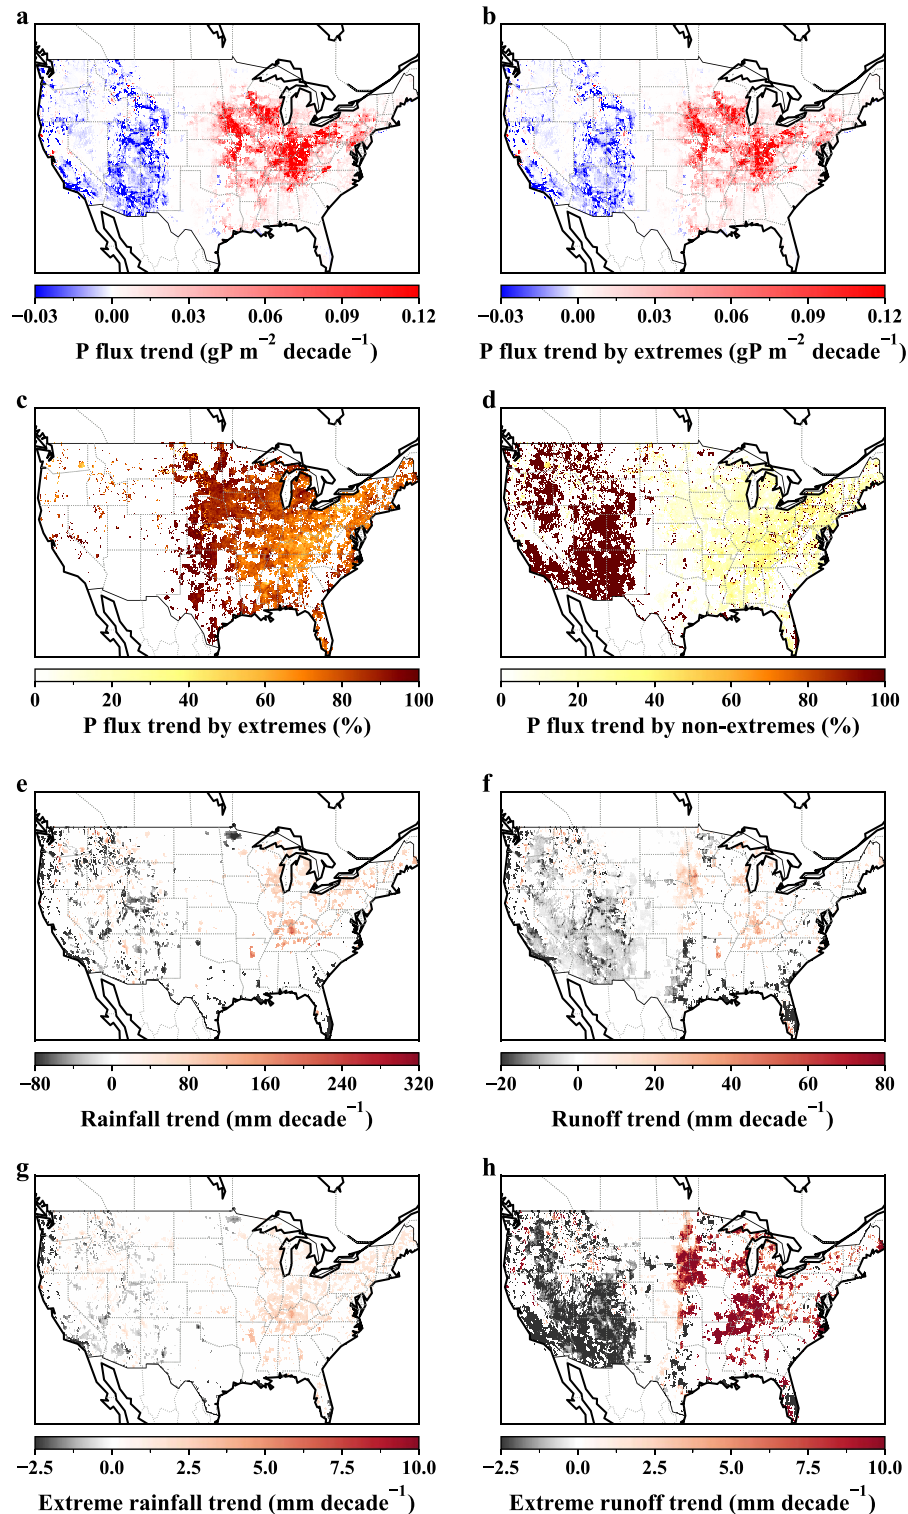 a
b
−0.03 0.00 0.03 0.06 0.09 0.12
−0.03 0.00 0.03 0.06 0.09 0.12
P flux trend (gP m⁻² decade⁻¹)
P flux trend by extremes (gP m⁻² decade⁻¹)
c
d
0 20 40 60 80 100
0 20 40 60 80 100
P flux trend by extremes (%)
P flux trend by non-extremes (%)
e
f
−80 0 80 160 240 320
−20 0 20 40 60 80
Rainfall trend (mm decade⁻¹)
Runoff trend (mm decade⁻¹)
g
h
−2.5 0.0 2.5 5.0 7.5 10.0
−2.5 0.0 2.5 5.0 7.5 10.0
Extreme rainfall trend (mm decade⁻¹)
Extreme runoff trend (mm decade⁻¹)